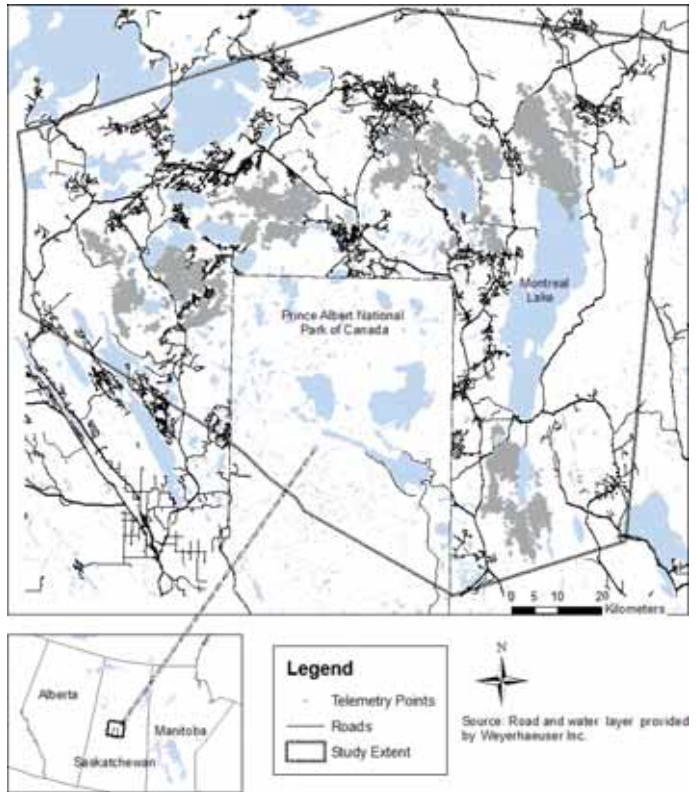 Prince Albert National
Park of Canada
Montreal
Lake
0 5 10 20
Kilometers
Alberta
Saskatchewan
Manitoba
Legend
Telemetry Points
Roads
Study Extent
N
Source: Road and water layer provided
by Weyerhaeuser Inc.